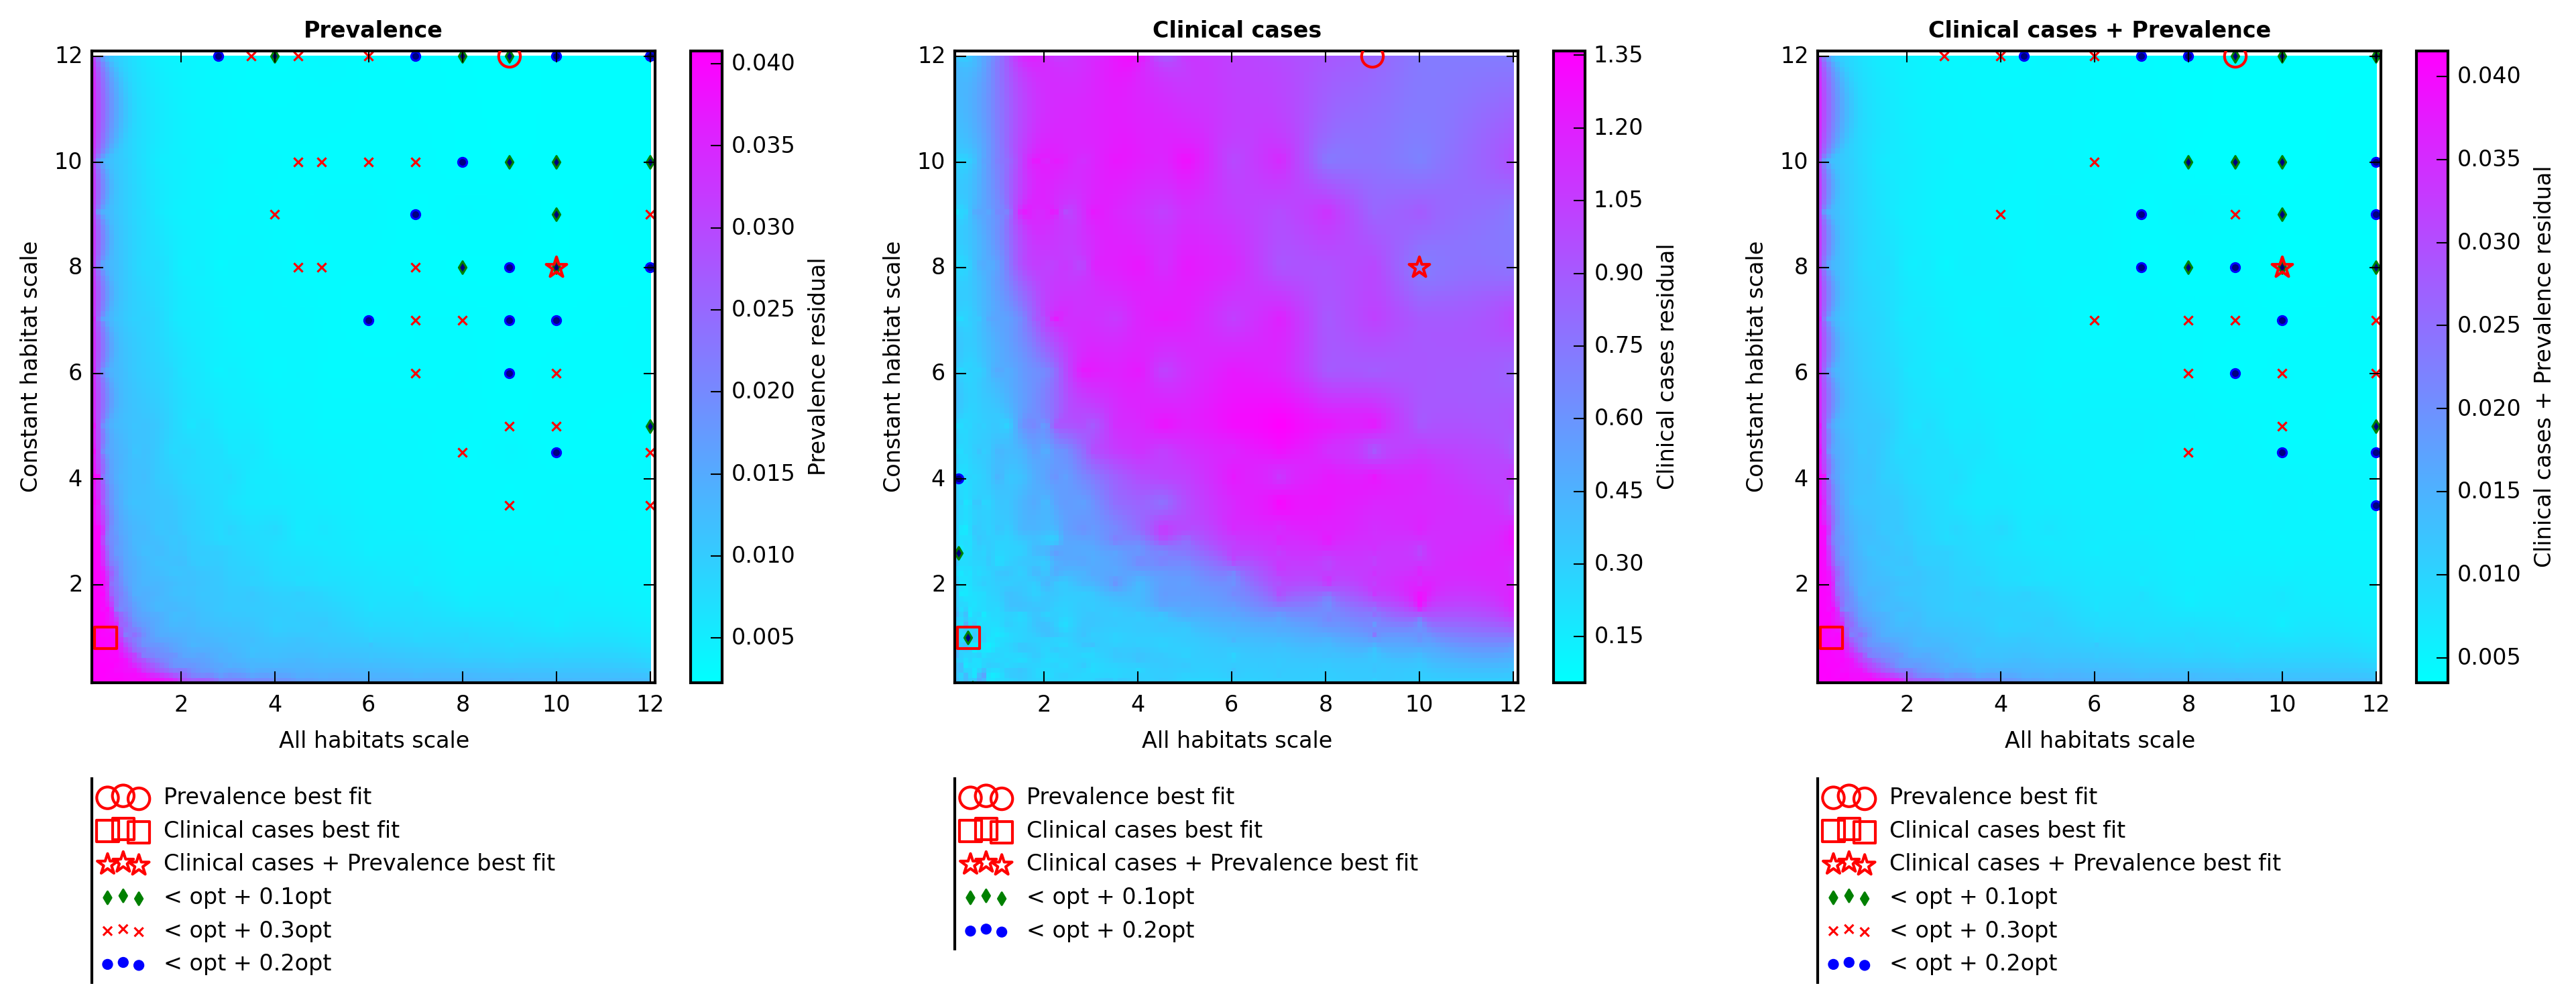 Prevalence
12
10
8
6
4
2
2 4 6 8 10 12
Constant habitat scale
All habitats scale
0.040
0.035
0.030
0.025
0.020
0.015
0.010
0.005
Prevalence residual
Prevalence best fit
Clinical cases best fit
Clinical cases + Prevalence best fit
< opt + 0.1opt
< opt + 0.3opt
< opt + 0.2opt
Clinical cases
12
10
8
6
4
2
2 4 6 8 10 12
Constant habitat scale
All habitats scale
1.35
1.20
1.05
0.90
0.75
0.60
0.45
0.30
0.15
Clinical cases residual
Prevalence best fit
Clinical cases best fit
Clinical cases + Prevalence best fit
< opt + 0.1opt
< opt + 0.2opt
Clinical cases + Prevalence
12
10
8
6
4
2
2 4 6 8 10 12
Constant habitat scale
All habitats scale
0.040
0.035
0.030
0.025
0.020
0.015
0.010
0.005
Clinical cases + Prevalence residual
Prevalence best fit
Clinical cases best fit
Clinical cases + Prevalence best fit
< opt + 0.1opt
< opt + 0.3opt
< opt + 0.2opt